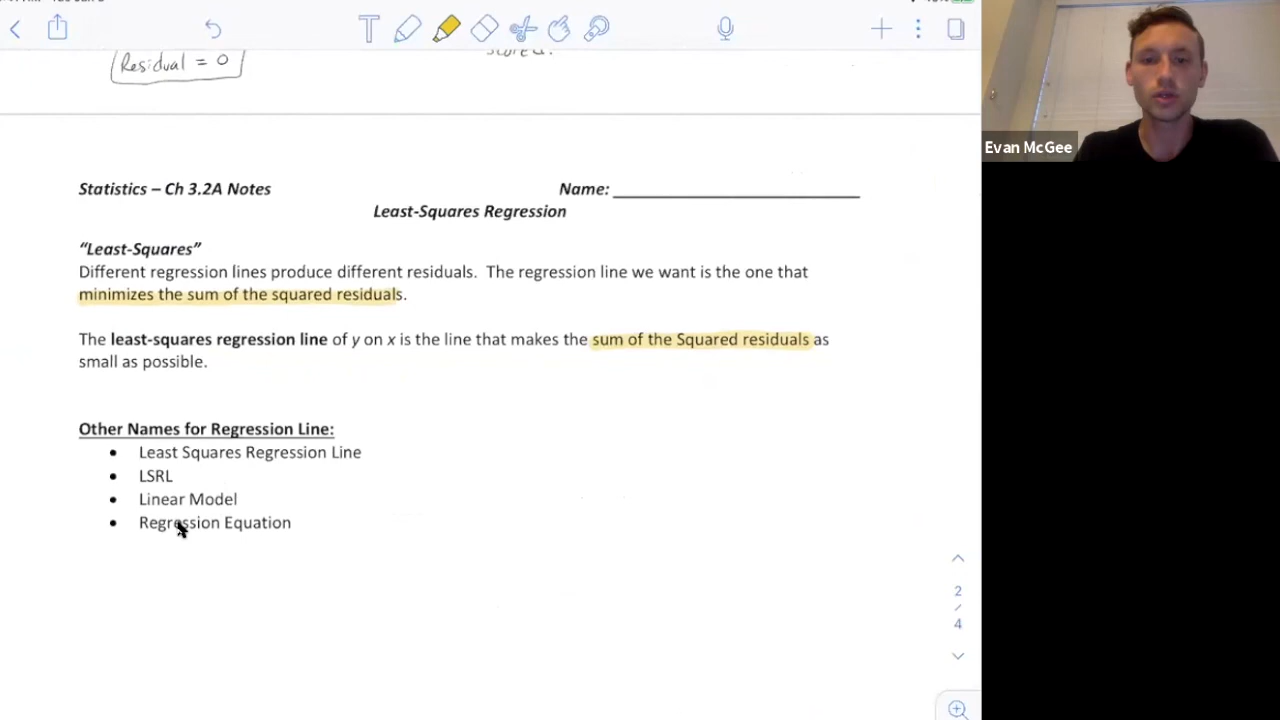 Residual = 0
Statistics – Ch 3.2A Notes
Name: ______________________________
Least-Squares Regression
“Least-Squares”
Different regression lines produce different residuals. The regression line we want is the one that
minimizes the sum of the squared residuals.
The least-squares regression line of y on x is the line that makes the sum of the Squared residuals as
small as possible.
Other Names for Regression Line:
• Least Squares Regression Line
• LSRL
• Linear Model
• Regression Equation
2
/
4
Evan McGee